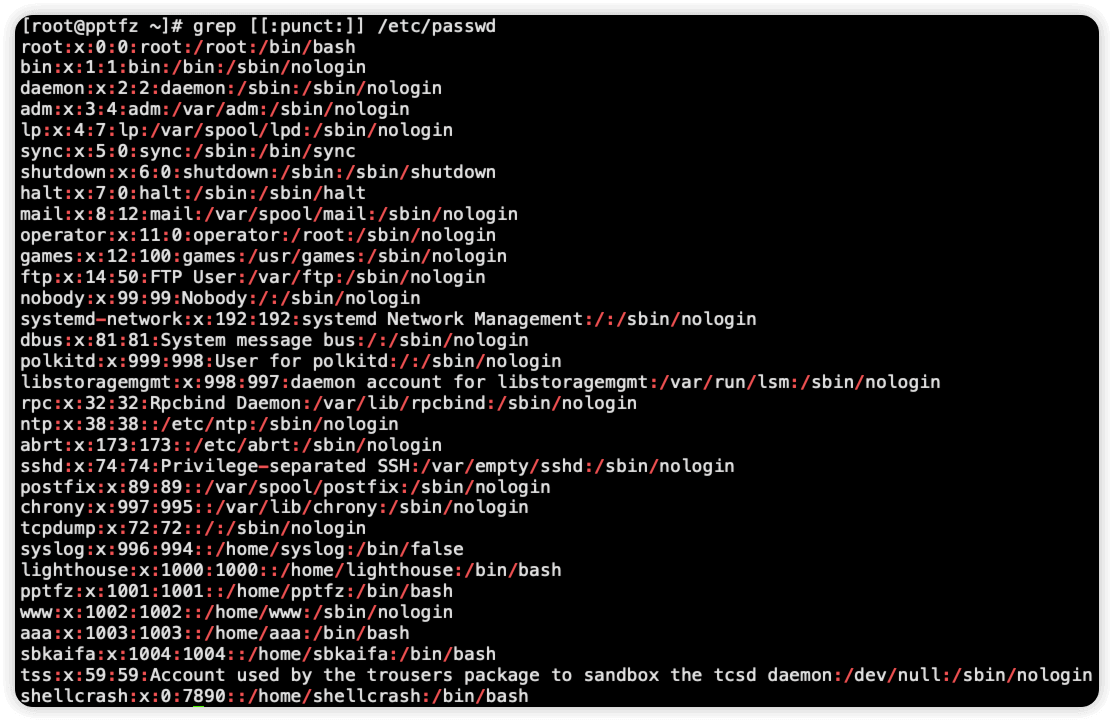 [root@pptfz ~]# grep [[:punct:]] /etc/passwd
root:x:0:0:root:/root:/bin/bash
bin:x:1:1:bin:/bin:/sbin/nologin
daemon:x:2:2:daemon:/sbin:/sbin/nologin
adm:x:3:4:adm:/var/adm:/sbin/nologin
lp:x:4:7:lp:/var/spool/lpd:/sbin/nologin
sync:x:5:0:sync:/sbin:/bin/sync
shutdown:x:6:0:shutdown:/sbin:/sbin/shutdown
halt:x:7:0:halt:/sbin:/sbin/halt
mail:x:8:12:mail:/var/spool/mail:/sbin/nologin
operator:x:11:0:operator:/root:/sbin/nologin
games:x:12:100:games:/usr/games:/sbin/nologin
ftp:x:14:50:FTP User:/var/ftp:/sbin/nologin
nobody:x:99:99:Nobody:/:/sbin/nologin
systemd-network:x:192:192:systemd Network Management:/:/sbin/nologin
dbus:x:81:81:System message bus:/:/sbin/nologin
polkitd:x:999:998:User for polkitd:/:/sbin/nologin
libstoragemgmt:x:998:997:daemon account for libstoragemgmt:/var/run/lsm:/sbin/nologin
rpc:x:32:32:Rpcbind Daemon:/var/lib/rpcbind:/sbin/nologin
ntp:x:38:38::/etc/ntp:/sbin/nologin
abrt:x:173:173::/etc/abrt:/sbin/nologin
sshd:x:74:74:Privilege-separated SSH:/var/empty/sshd:/sbin/nologin
postfix:x:89:89::/var/spool/postfix:/sbin/nologin
chrony:x:997:995::/var/lib/chrony:/sbin/nologin
tcpdump:x:72:72::/:/sbin/nologin
syslog:x:996:994::/home/syslog:/bin/false
lighthouse:x:1000:1000::/home/lighthouse:/bin/bash
pptfz:x:1001:1001::/home/pptfz:/bin/bash
www:x:1002:1002::/home/www:/sbin/nologin
aaa:x:1003:1003::/home/aaa:/bin/bash
sbkaifa:x:1004:1004::/home/sbkaifa:/bin/bash
tss:x:59:59:Account used by the trousers package to sandbox the tcsd daemon:/dev/null:/sbin/nologin
shellcrash:x:0:7890::/home/shellcrash:/bin/bash